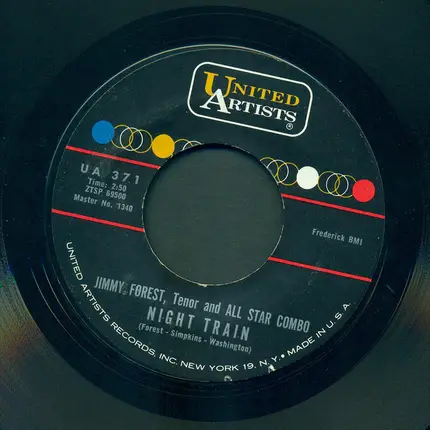 UNITED
ARTISTS
®
UA 371
Time: 2:50
ZTSP 69500
Master No. 1340
Frederick BMI
JIMMY FOREST, Tenor and ALL STAR COMBO
NIGHT TRAIN
(Forest - Simpkins - Washington)
UNITED ARTISTS RECORDS, INC. NEW YORK 19, N.Y. • MADE IN U.S.A.